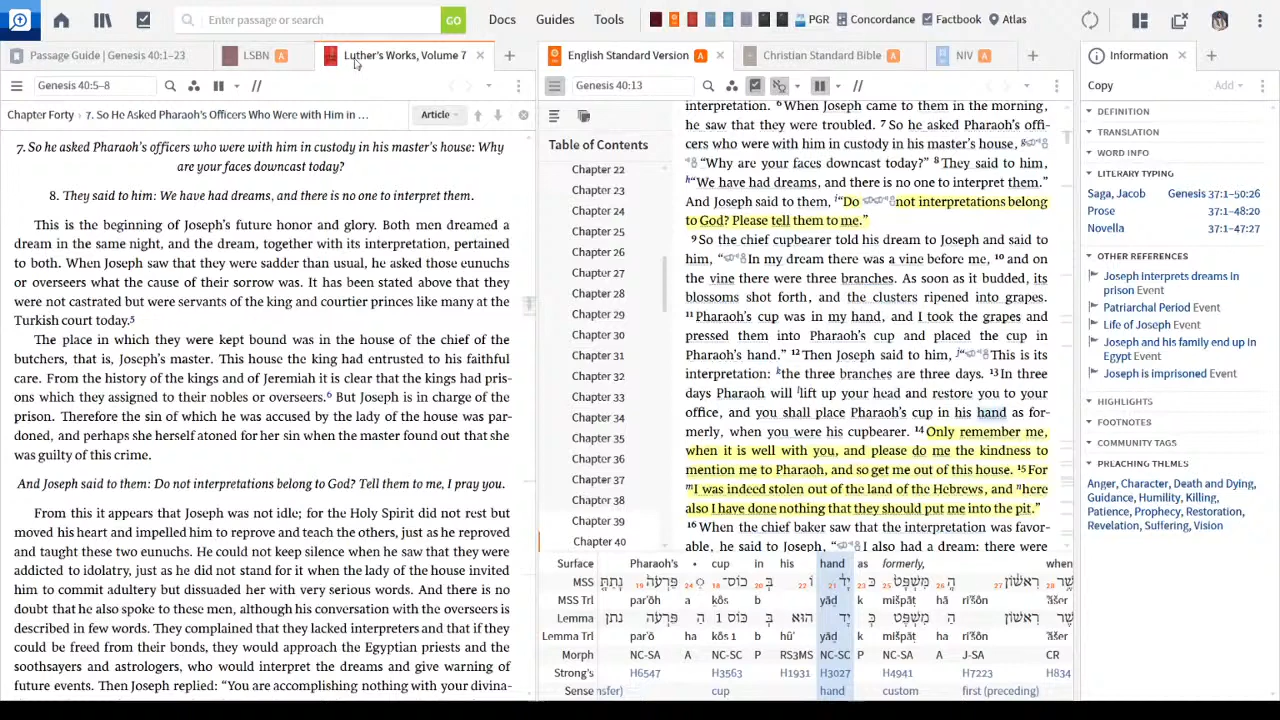 Enter passage or search
GO
Docs
Guides
Tools
PGR
Concordance
Factbook
Atlas
Passage Guide | Genesis 40:1–23
LSBN A
Luther's Works, Volume 7
Genesis 40:5–8
Chapter Forty › 7. So He Asked Pharaoh's Officers Who Were with Him in …
Article
7. So he asked Pharaoh's officers who were with him in custody in his master's house: Why
are your faces downcast today?
8. They said to him: We have had dreams, and there is no one to interpret them.
This is the beginning of Joseph's future honor and glory. Both men dreamed a
dream in the same night, and the dream, together with its interpretation, pertained
to both. When Joseph saw that they were sadder than usual, he asked those eunuchs
or overseers what the cause of their sorrow was. It has been stated above that they
were not castrated but were servants of the king and courtier princes like many at the
Turkish court today.5
The place in which they were kept bound was in the house of the chief of the
butchers, that is, Joseph's master. This house the king had entrusted to his faithful
care. From the history of the kings and of Jeremiah it is clear that the kings had pris-
ons which they assigned to their nobles or overseers.6 But Joseph is in charge of the
prison. Therefore the sin of which he was accused by the lady of the house was par-
doned, and perhaps she herself atoned for her sin when the master found out that she
was guilty of this crime.
And Joseph said to them: Do not interpretations belong to God? Tell them to me, I pray you.
From this it appears that Joseph was not idle; for the Holy Spirit did not rest but
moved his heart and impelled him to reprove and teach the others, just as he reproved
and taught these two eunuchs. He could not keep silence when he saw that they were
addicted to idolatry, just as he did not stand for it when the lady of the house invited
him to commit adultery but dissuaded her with very serious words. And there is no
doubt that he also spoke to these men, although his conversation with the overseers is
described in few words. They complained that they lacked interpreters and that if they
could be freed from their bonds, they would approach the Egyptian priests and the
soothsayers and astrologers, who would interpret the dreams and give warning of
future events. Then Joseph replied: “You are accomplishing nothing with your divina-
English Standard Version A
Christian Standard Bible A
NIV A
Genesis 40:13
Table of Contents
Chapter 22
Chapter 23
Chapter 24
Chapter 25
Chapter 26
Chapter 27
Chapter 28
Chapter 29
Chapter 30
Chapter 31
Chapter 32
Chapter 33
Chapter 34
Chapter 35
Chapter 36
Chapter 37
Chapter 38
Chapter 39
Chapter 40
interpretation. 6 When Joseph came to them in the morning,
he saw that they were troubled. 7 So he asked Pharaoh's offi-
cers who were with him in custody in his master's house, g
“Why are your faces downcast today?” 8 They said to him,
h“We have had dreams, and there is no one to interpret them.”
And Joseph said to them, i“Do not interpretations belong
to God? Please tell them to me.”
9 So the chief cupbearer told his dream to Joseph and said to
him, “In my dream there was a vine before me, 10 and on
the vine there were three branches. As soon as it budded, its
blossoms shot forth, and the clusters ripened into grapes.
11 Pharaoh's cup was in my hand, and I took the grapes and
pressed them into Pharaoh's cup and placed the cup in
Pharaoh's hand.” 12 Then Joseph said to him, j“This is its
interpretation: k the three branches are three days. 13 In three
days Pharaoh will l lift up your head and restore you to your
office, and you shall place Pharaoh's cup in his hand as for-
merly, when you were his cupbearer. 14 Only remember me,
when it is well with you, and please do me the kindness to
mention me to Pharaoh, and so get me out of this house. 15 For
m I was indeed stolen out of the land of the Hebrews, and n here
also I have done nothing that they should put me into the pit.”
16 When the chief baker saw that the interpretation was favor-
able, he said to Joseph, “I also had a dream: there were
Surface Pharaoh's • cup in his hand as formerly, when
MSS 19 פַּרְעֹה 24 18 כוֹס־ בְּ 22 וֹ 21 יָד 23 כַּ 25 מִּשְׁפָּט 26 הָ 27 רִאשׁוֹן 28
MSS Trl par‘ōh a kôs b yāḏ k mišpāṭ hā ri’šôn ’ăšer
Lemma נתן פַּרְעֹה הַ כּוֹס 1 בְּ הוּא יָד כְּ מִשְׁפָּט הַ רִאשׁוֹן
Lemma Trl par‘ō ha kôs 1 b hû’ yāḏ k mišpāṭ ha ri’šôn ’ăšer
Morph NC-SC A NC-SC P RS3MS NC-SC P NC-SC A J-SA CR
Strong's H6547 H3563 H1931 H3027 H4941 H7223 H834
Sense nsfer) cup hand custom first (preceding)
Information
Copy
Add
DEFINITION
TRANSLATION
WORD INFO
LITERARY TYPING
Saga, Jacob Genesis 37:1–50:26
Prose 37:1–48:20
Novella 37:1–47:27
OTHER REFERENCES
Joseph interprets dreams in
prison Event
Patriarchal Period Event
Life of Joseph Event
Joseph and his family end up in
Egypt Event
Joseph is imprisoned Event
HIGHLIGHTS
FOOTNOTES
COMMUNITY TAGS
PREACHING THEMES
Anger, Character, Death and Dying,
Guidance, Humility, Killing,
Patience, Prophecy, Restoration,
Revelation, Suffering, Vision